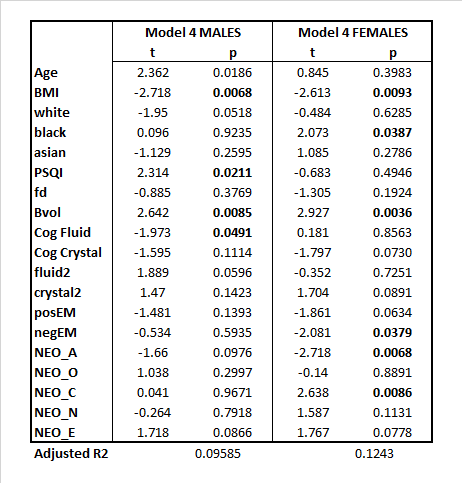 Model 4 MALES Model 4 FEMALES
t p t p
Age 2.362 0.0186 0.845 0.3983
BMI -2.718 0.0068 -2.613 0.0093
white -1.95 0.0518 -0.484 0.6285
black 0.096 0.9235 2.073 0.0387
asian -1.129 0.2595 1.085 0.2786
PSQI 2.314 0.0211 -0.683 0.4946
fd -0.885 0.3769 -1.305 0.1924
Bvol 2.642 0.0085 2.927 0.0036
Cog Fluid -1.973 0.0491 0.181 0.8563
Cog Crystal -1.595 0.1114 -1.797 0.0730
fluid2 1.889 0.0596 -0.352 0.7251
crystal2 1.47 0.1423 1.704 0.0891
posEM -1.481 0.1393 -1.861 0.0634
negEM -0.534 0.5935 -2.081 0.0379
NEO_A -1.66 0.0976 -2.718 0.0068
NEO_O 1.038 0.2997 -0.14 0.8891
NEO_C 0.041 0.9671 2.638 0.0086
NEO_N -0.264 0.7918 1.587 0.1131
NEO_E 1.718 0.0866 1.767 0.0778
Adjusted R2 0.09585 0.1243